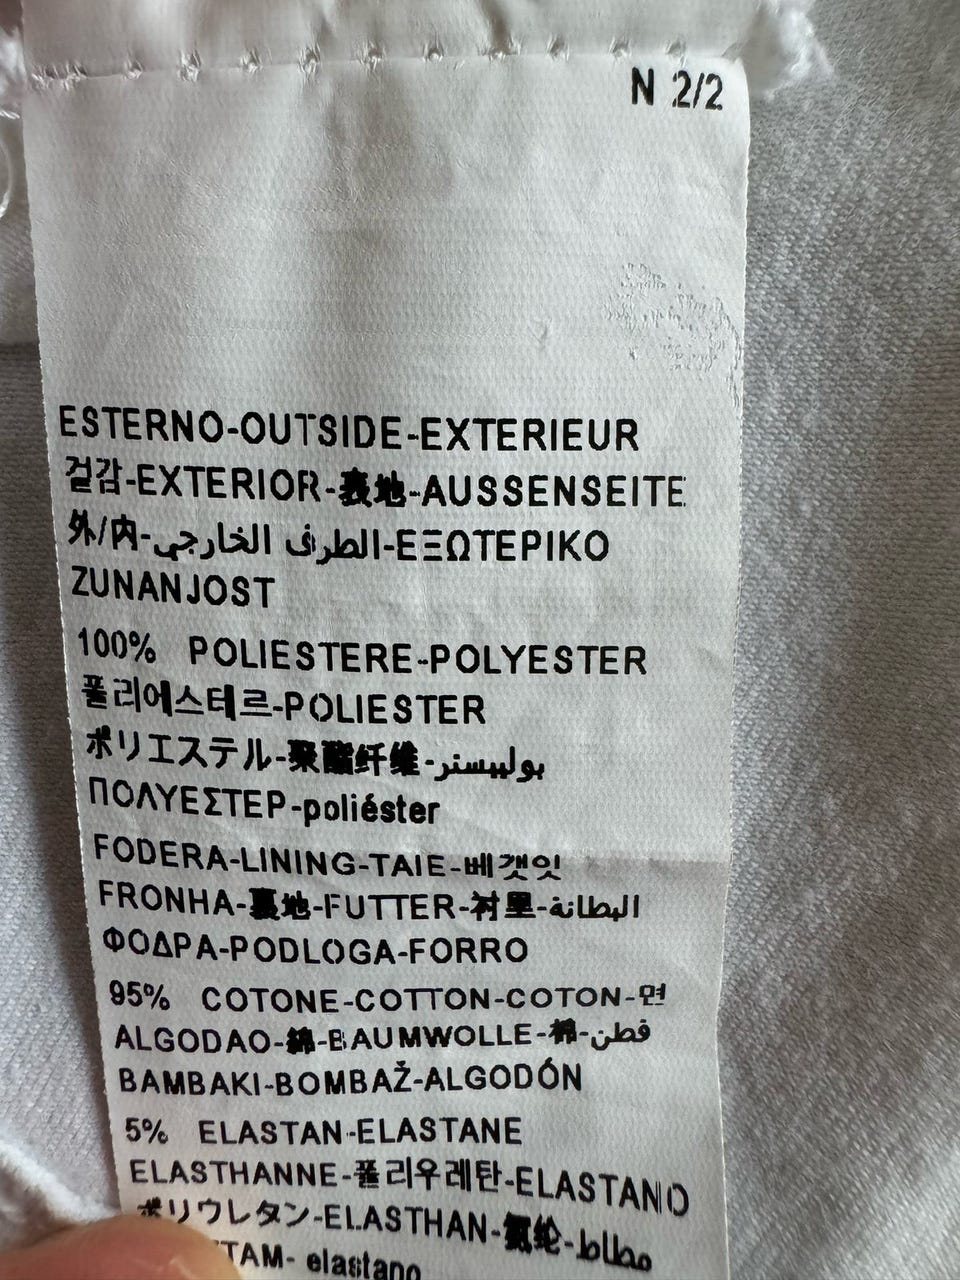 N 2/2
ESTERNO-OUTSIDE-EXTERIEUR
겉감-EXTERIOR-表地-AUSSENSEITE
外/内-الطرف الخارجي-ΕΞΩΤΕΡΙΚΟ
ZUNANJOST
100% POLIESTERE-POLYESTER
폴리에스테르-POLIESTER
ポリエステル-聚酯纤维-بوليیستر
ΠΟΛΥΕΣΤΕΡ-poliéster
FODERA-LINING-TAIE-베갯잇
FRONHA-裏地-FUTTER-衬里-البطانة
ΦΟΔΡΑ-PODLOGA-FORRO
95% COTONE-COTTON-COTON-면
ALGODAO-綿-BAUMWOLLE-棉-قطن
BAMBAKI-BOMBAŽ-ALGODÓN
5% ELASTAN-ELASTANE
ELASTHANNE-폴리우레탄-ELASTANO
ポリウレタン-ELASTHAN-氨纶-مطاط
elastano